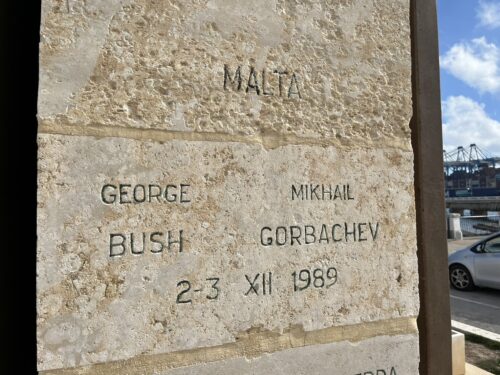 MALTA
GEORGE MIKHAIL
BUSH GORBACHEV
2-3 XII 1989